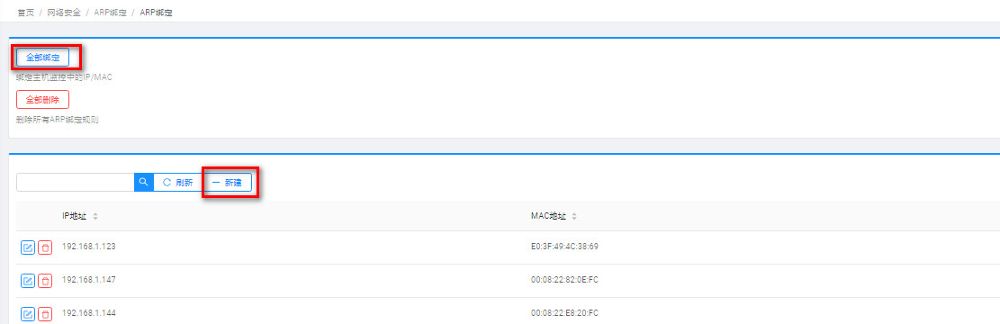 首页 / 网络安全 / ARP绑定 / ARP绑定
全部绑定
绑定主机监控中的IP/MAC
全部删除
删除所有ARP绑定规则
刷新 新建
IP地址 MAC地址
192.168.1.123 E0:3F:49:4C:38:69
192.168.1.147 00:08:22:82:0E:FC
192.168.1.144 00:08:22:E8:20:FC